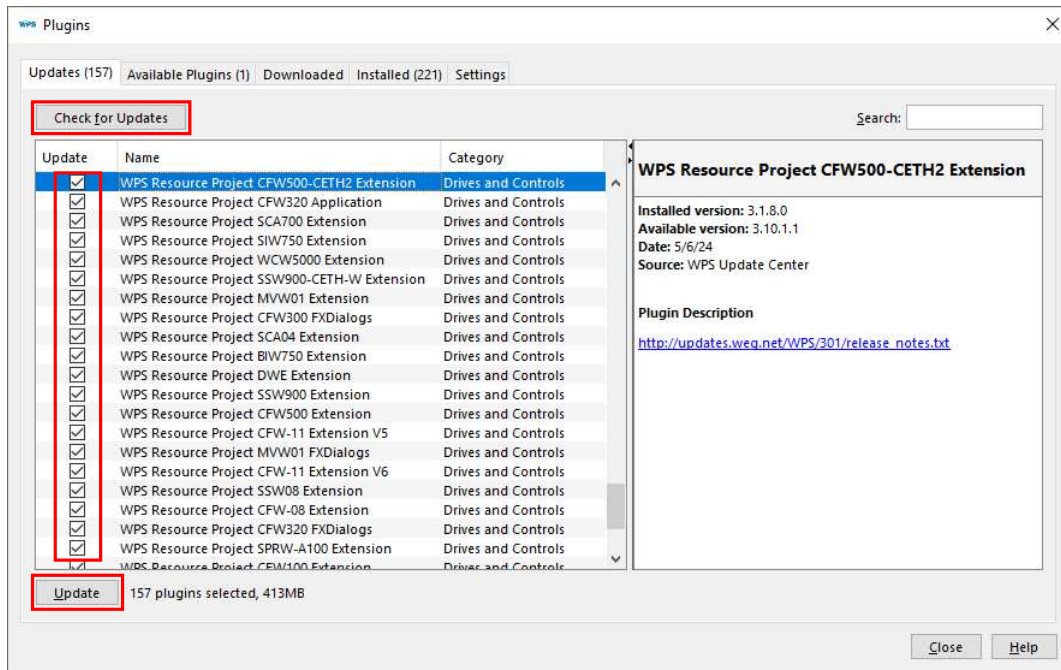 WPS Plugins
Updates (157) Available Plugins (1) Downloaded Installed (221) Settings
Check for Updates Search:
Update Name Category
WPS Resource Project CFW500-CETH2 Extension Drives and Controls
WPS Resource Project CFW320 Application Drives and Controls
WPS Resource Project SCA700 Extension Drives and Controls
WPS Resource Project SIW750 Extension Drives and Controls
WPS Resource Project WCW5000 Extension Drives and Controls
WPS Resource Project SSW900-CETH-W Extension Drives and Controls
WPS Resource Project MVW01 Extension Drives and Controls
WPS Resource Project CFW300 FXDialogs Drives and Controls
WPS Resource Project SCA04 Extension Drives and Controls
WPS Resource Project BIW750 Extension Drives and Controls
WPS Resource Project DWE Extension Drives and Controls
WPS Resource Project SSW900 Extension Drives and Controls
WPS Resource Project CFW500 Extension Drives and Controls
WPS Resource Project CFW-11 Extension V5 Drives and Controls
WPS Resource Project MVW01 FXDialogs Drives and Controls
WPS Resource Project CFW-11 Extension V6 Drives and Controls
WPS Resource Project SSW08 Extension Drives and Controls
WPS Resource Project CFW-08 Extension Drives and Controls
WPS Resource Project CFW320 FXDialogs Drives and Controls
WPS Resource Project SPRW-A100 Extension Drives and Controls
WPS Resource Project CFW100 Extension Drives and Controls
WPS Resource Project CFW500-CETH2 Extension
Installed version: 3.1.8.0
Available version: 3.10.1.1
Date: 5/6/24
Source: WPS Update Center
Plugin Description
http://updates.weg.net/WPS/301/release_notes.txt
Update 157 plugins selected, 413MB
Close Help